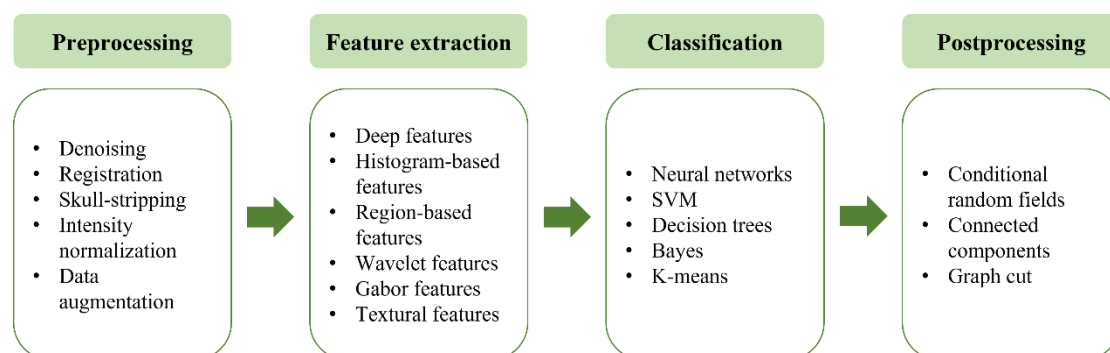 Preprocessing
• Denoising
• Registration
• Skull-stripping
• Intensity
normalization
• Data
augmentation
Feature extraction
• Deep features
• Histogram-based
features
• Region-based
features
• Wavelet features
• Gabor features
• Textural features
Classification
• Neural networks
• SVM
• Decision trees
• Bayes
• K-means
Postprocessing
• Conditional
random fields
• Connected
components
• Graph cut